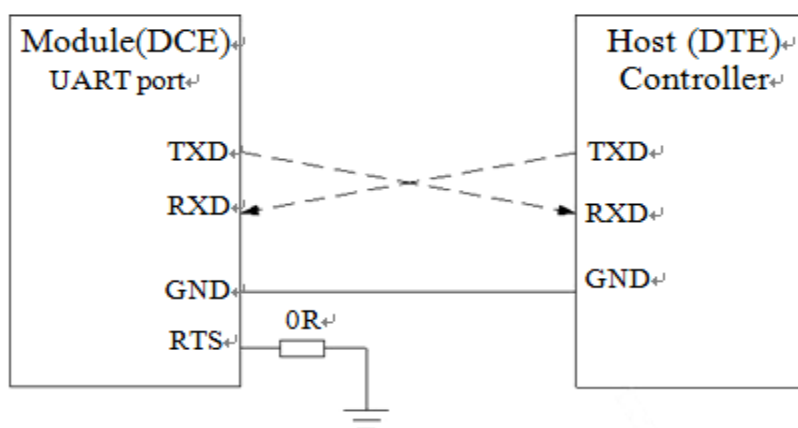 Module(DCE)↵
UART port↵
TXD↵
RXD↵
GND↵
RTS↵
0R↵
Host (DTE)↵
Controller↵
TXD↵
RXD↵
GND↵